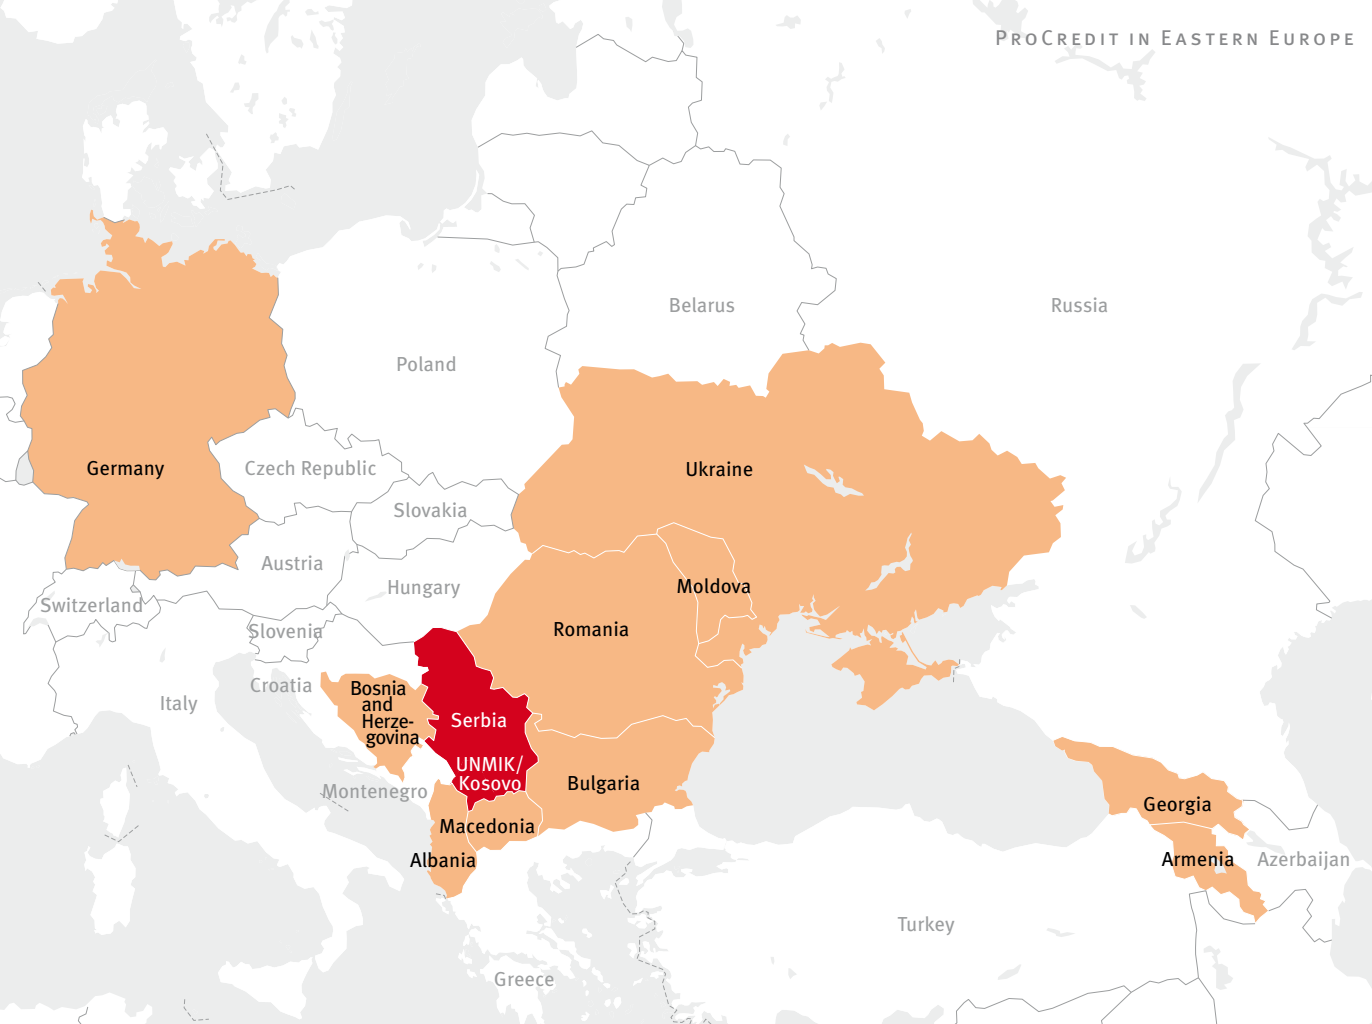 PROCREDIT IN EASTERN EUROPE
Belarus
Russia
Poland
Germany
Czech Republic
Ukraine
Slovakia
Austria
Hungary
Moldova
Switzerland
Slovenia
Romania
Croatia
Bosnia
and
Herze-
govina
Italy
Serbia
UNMIK/
Kosovo
Bulgaria
Montenegro
Georgia
Macedonia
Albania
Armenia
Azerbaijan
Turkey
Greece